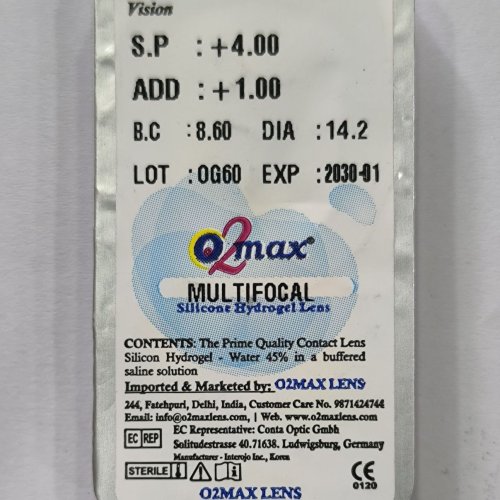 Vision
S.P : +4.00
ADD : +1.00
B.C : 8.60 DIA : 14.2
LOT : OG60 EXP : 2030-01
O2max®
MULTIFOCAL
Silicone Hydrogel Lens
CONTENTS: The Prime Quality Contact Lens
Silicon Hydrogel - Water 45% in a buffered
saline solution
Imported & Marketed by: O2MAX LENS
244, Fatehpuri, Delhi, India, Customer Care No. 9871424744
Email: info@o2maxlens.com, | Web. www.o2maxlens.com
EC REP
EC Representative: Conta Optic Gmbh
Solitudestrasse 40.71638. Ludwigsburg, Germany
Manufacturer - Interojo Inc., Korea
STERILE
CE
0120
O2MAX LENS